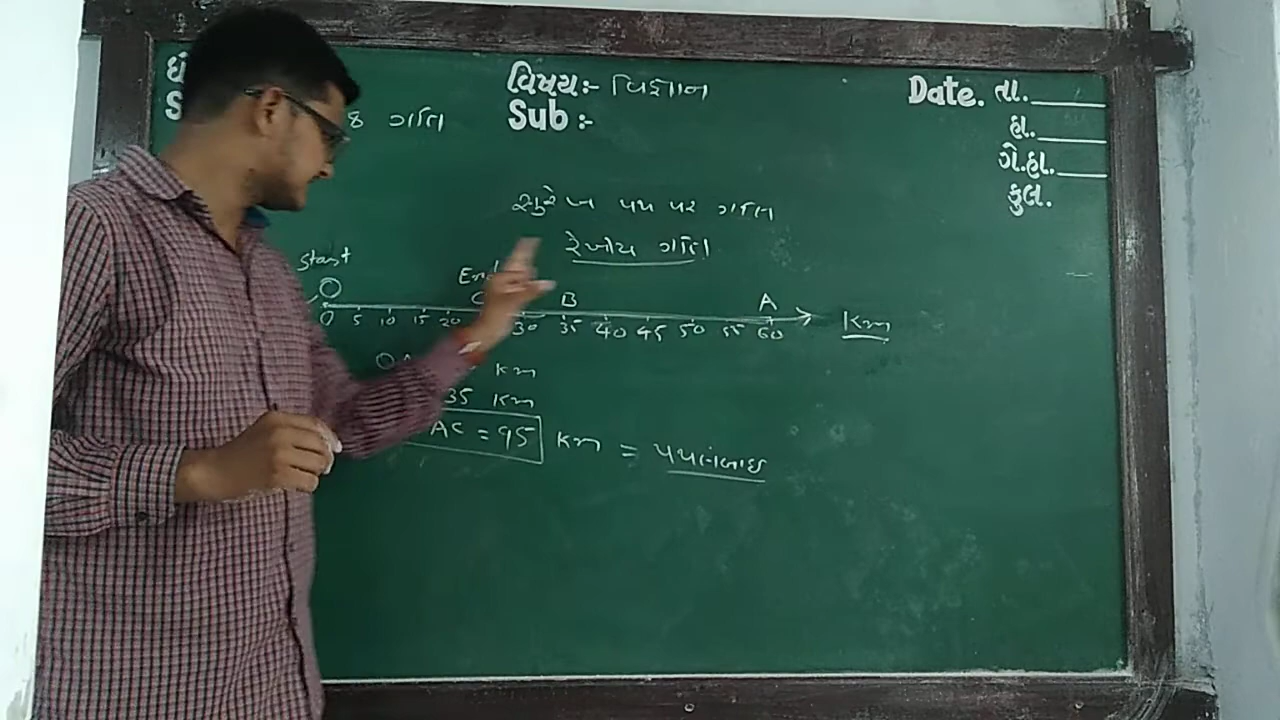 વિષય:- વિજ્ઞાન
Sub :-
Date. તા.
હા.
ગે.હા.
કુલ.
8 ગતિ
સુરેખ પથ પર ગતિ
રેખીય ગતિ
Start
B A
0 5 10 15 20 30 35 40 45 50 55 60 Km
Km
35 Km
AC = 95 Km = પથલંબાઈ